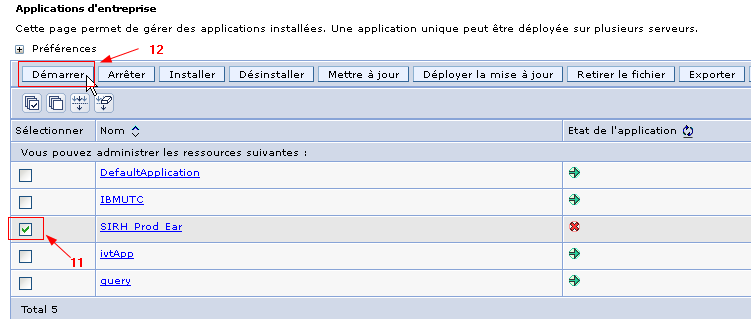 Applications d'entreprise
Cette page permet de gérer des applications installées. Une application unique peut être déployée sur plusieurs serveurs.
Préférences 12
Démarrer Arrêter Installer Désinstaller Mettre à jour Déployer la mise à jour Retirer le fichier Exporter
Sélectionner Nom Etat de l'application
Vous pouvez administrer les ressources suivantes :
DefaultApplication
IBMUTC
SIRH_Prod_Ear
11 ivtApp
query
Total 5